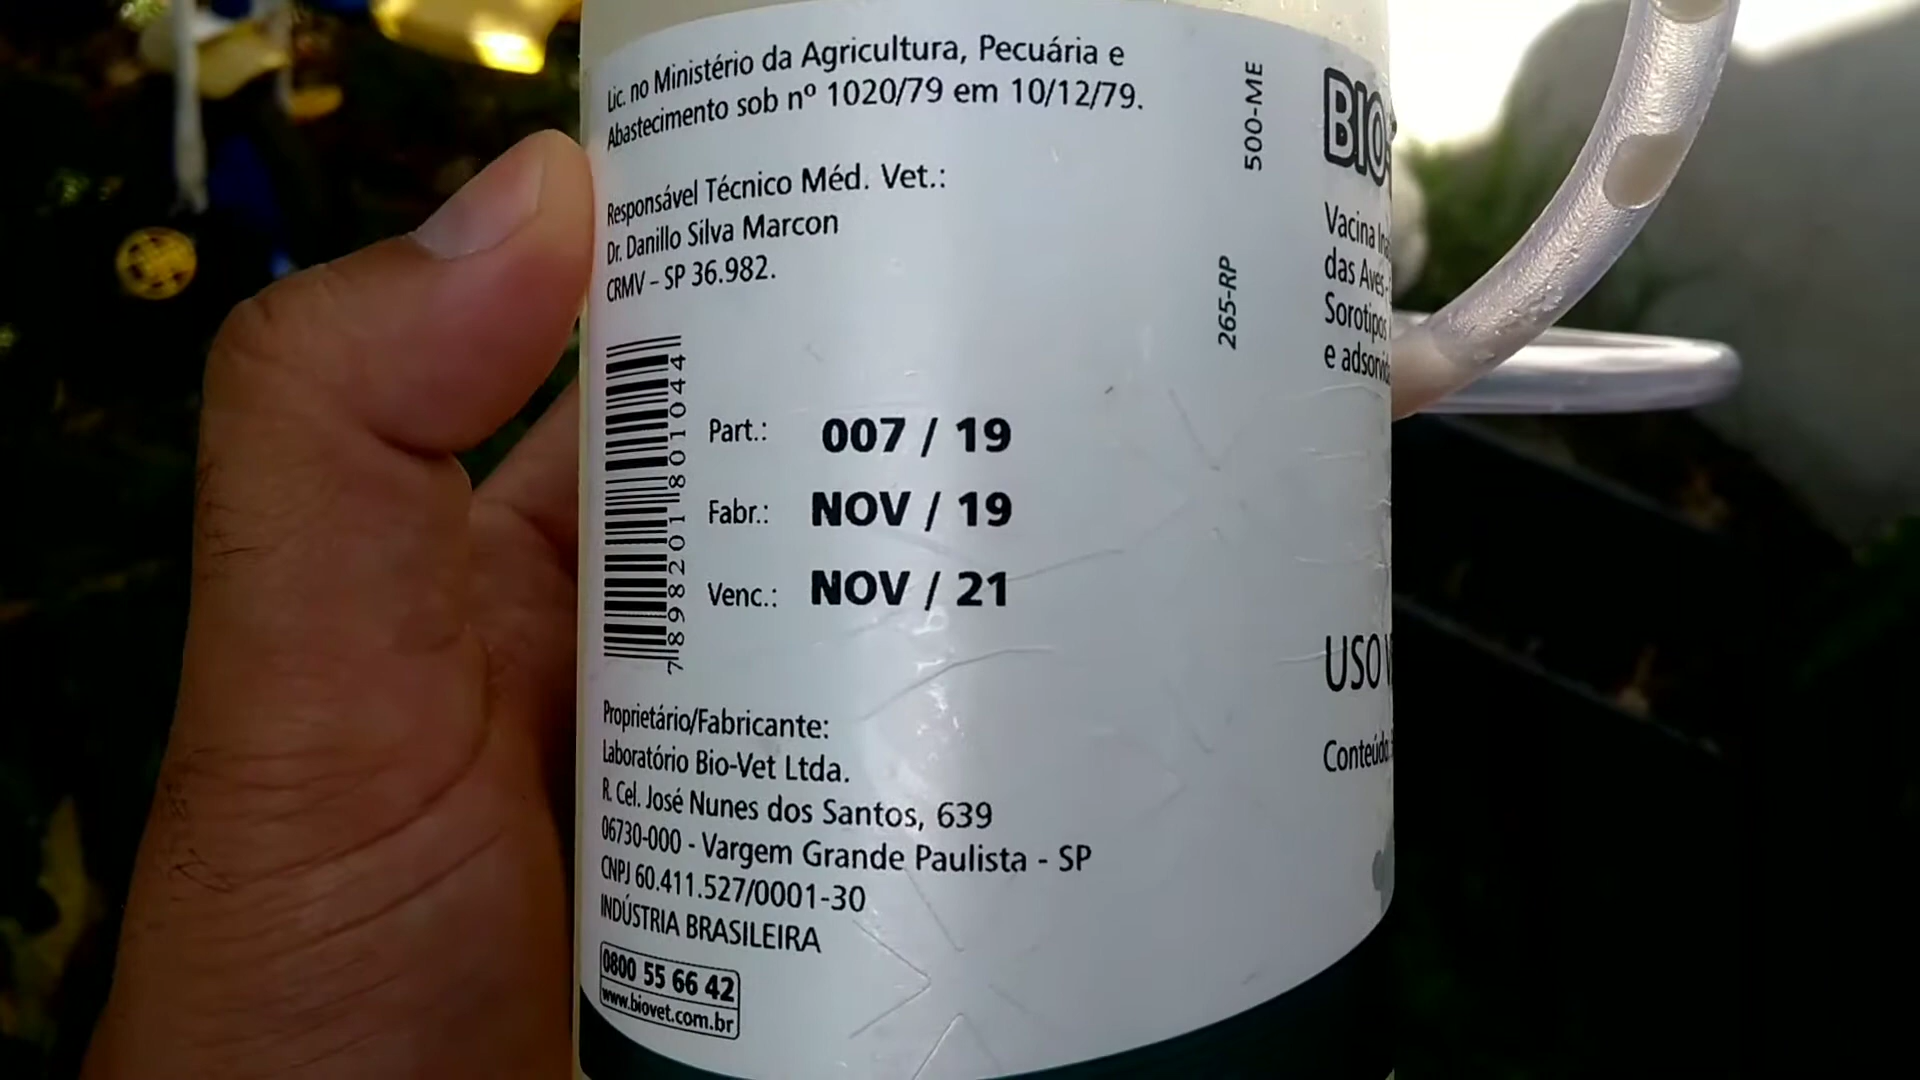 Lic. no Ministério da Agricultura, Pecuária e
Abastecimento sob nº 1020/79 em 10/12/79.
Responsável Técnico Méd. Vet.:
Dr. Danillo Silva Marcon
CRMV – SP 36.982.
7898201801044
Part.: 007 / 19
Fabr.: NOV / 19
Venc.: NOV / 21
Proprietário/Fabricante:
Laboratório Bio-Vet Ltda.
R. Cel. José Nunes dos Santos, 639
06730-000 - Vargem Grande Paulista - SP
CNPJ 60.411.527/0001-30
INDÚSTRIA BRASILEIRA
0800 55 66 42
www.biovet.com.br
500-ME
265-RP
BIO
Vacina
das Aves
Sorotipos
e
USO
Conteúdo